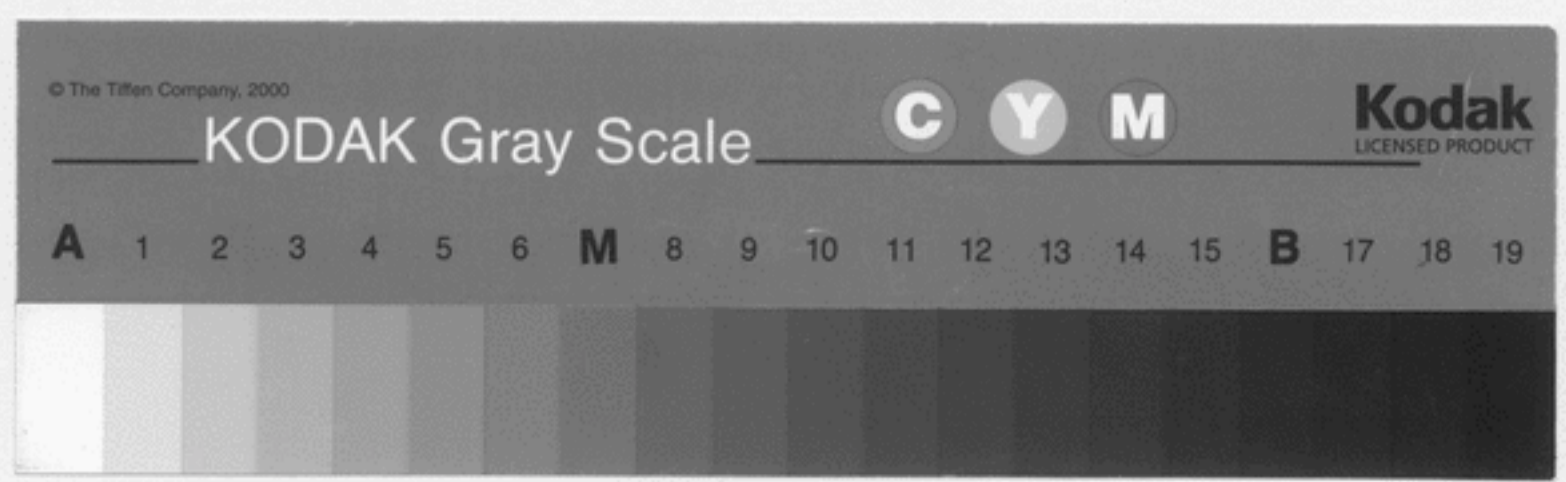 © The Tiffen Company, 2000
KODAK Gray Scale
C Y M
Kodak
LICENSED PRODUCT
A 1 2 3 4 5 6 M 8 9 10 11 12 13 14 15 B 17 18 19